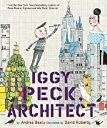 IGGY
PECK,
ARCHITECT
by Andrea Beaty illustrated by David Roberts